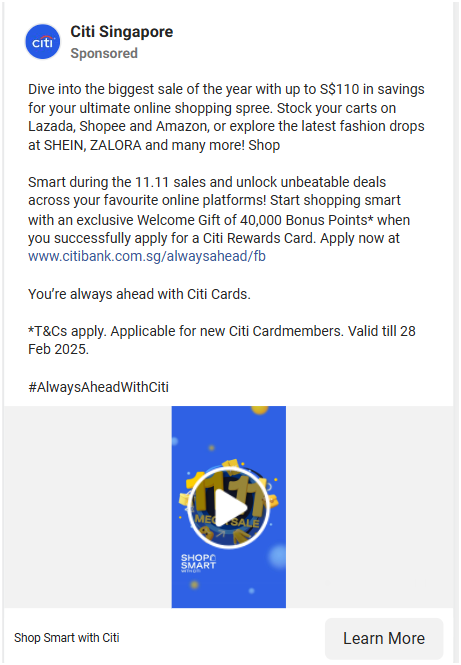 citi
Citi Singapore
Sponsored
Dive into the biggest sale of the year with up to S$110 in savings
for your ultimate online shopping spree. Stock your carts on
Lazada, Shopee and Amazon, or explore the latest fashion drops
at SHEIN, ZALORA and many more! Shop
Smart during the 11.11 sales and unlock unbeatable deals
across your favourite online platforms! Start shopping smart
with an exclusive Welcome Gift of 40,000 Bonus Points* when
you successfully apply for a Citi Rewards Card. Apply now at
www.citibank.com.sg/alwaysahead/fb
You’re always ahead with Citi Cards.
*T&Cs apply. Applicable for new Citi Cardmembers. Valid till 28
Feb 2025.
#AlwaysAheadWithCiti
11.11
MEGA SALE
SHOP
SMART
WITH CITI
Shop Smart with Citi
Learn More